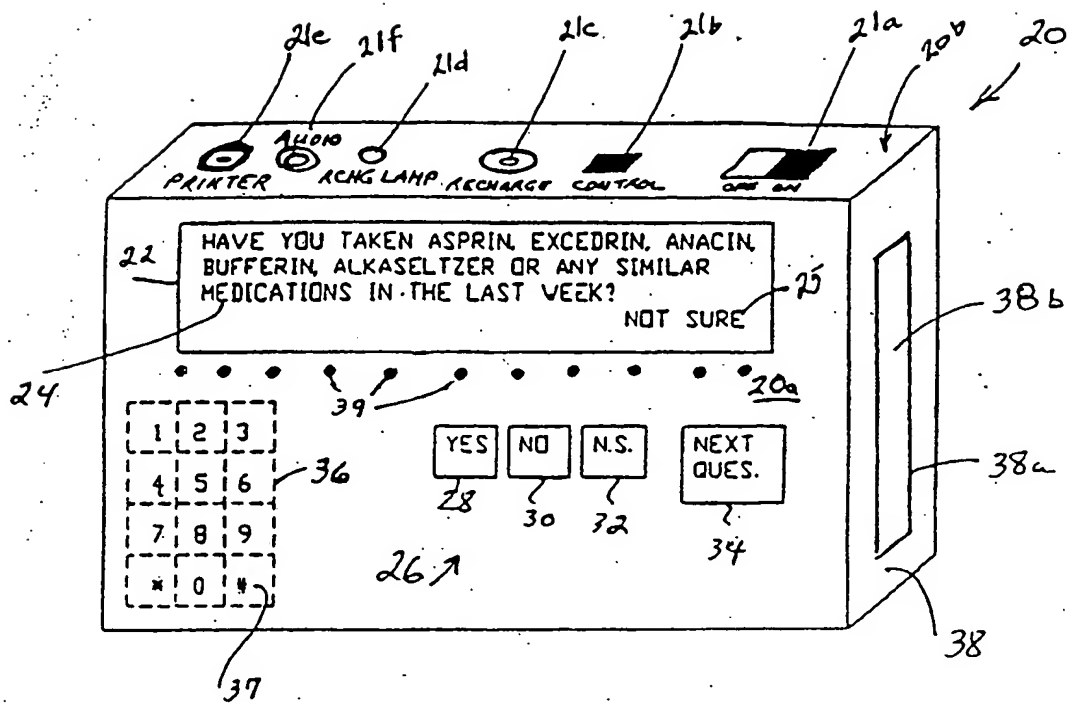 21e 21f 21d 21c 21b 21a 20b 20
AUDIO
PRINTER RCHG LAMP RECHARGE CONTROL OFF ON
22
HAVE YOU TAKEN ASPRIN, EXCEDRIN, ANACIN,
BUFFERIN, ALKASELTZER OR ANY SIMILAR
MEDICATIONS IN THE LAST WEEK?
25
NOT SURE
38b
24
39
20a
1 2 3
4 5 6
7 8 9
* 0 #
36
YES NO N.S. NEXT
QUES.
28 30 32 34
38a
26
38
37